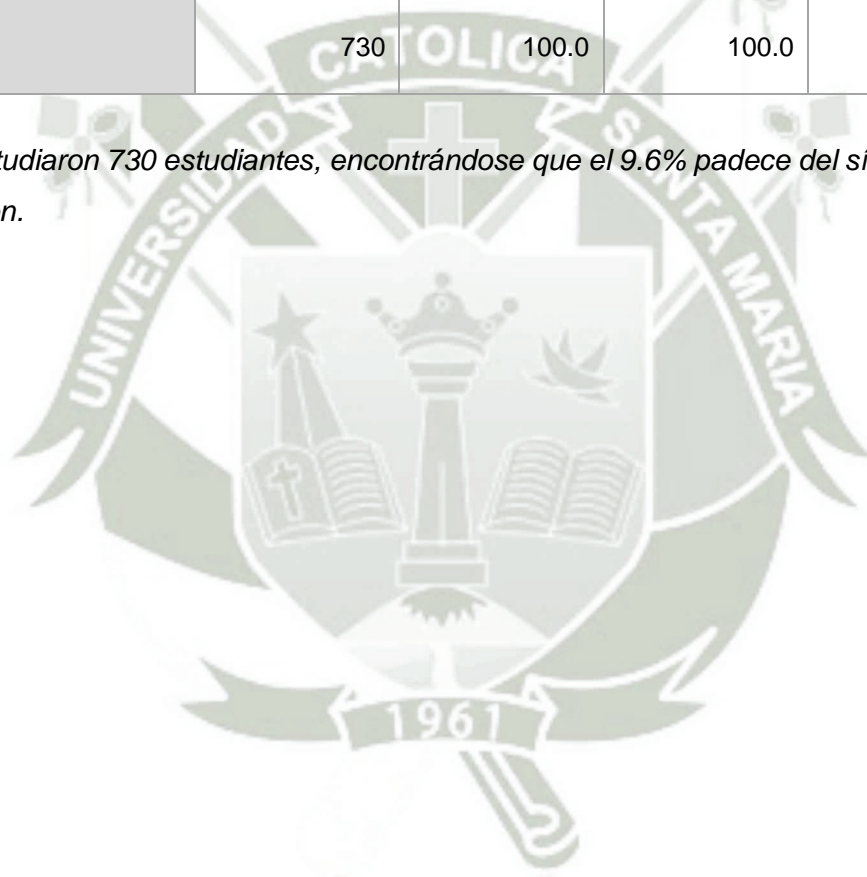 730 100.0 100.0
tudiaron 730 estudiantes, encontrándose que el 9.6% padece del sí
n.
UNIVERSIDAD CATOLICA SANTA MARIA
1961